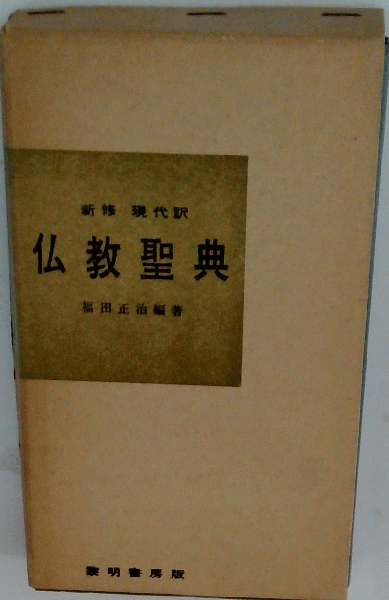 新修 現代訳
仏教聖典
福田正治編著
黎明書房版